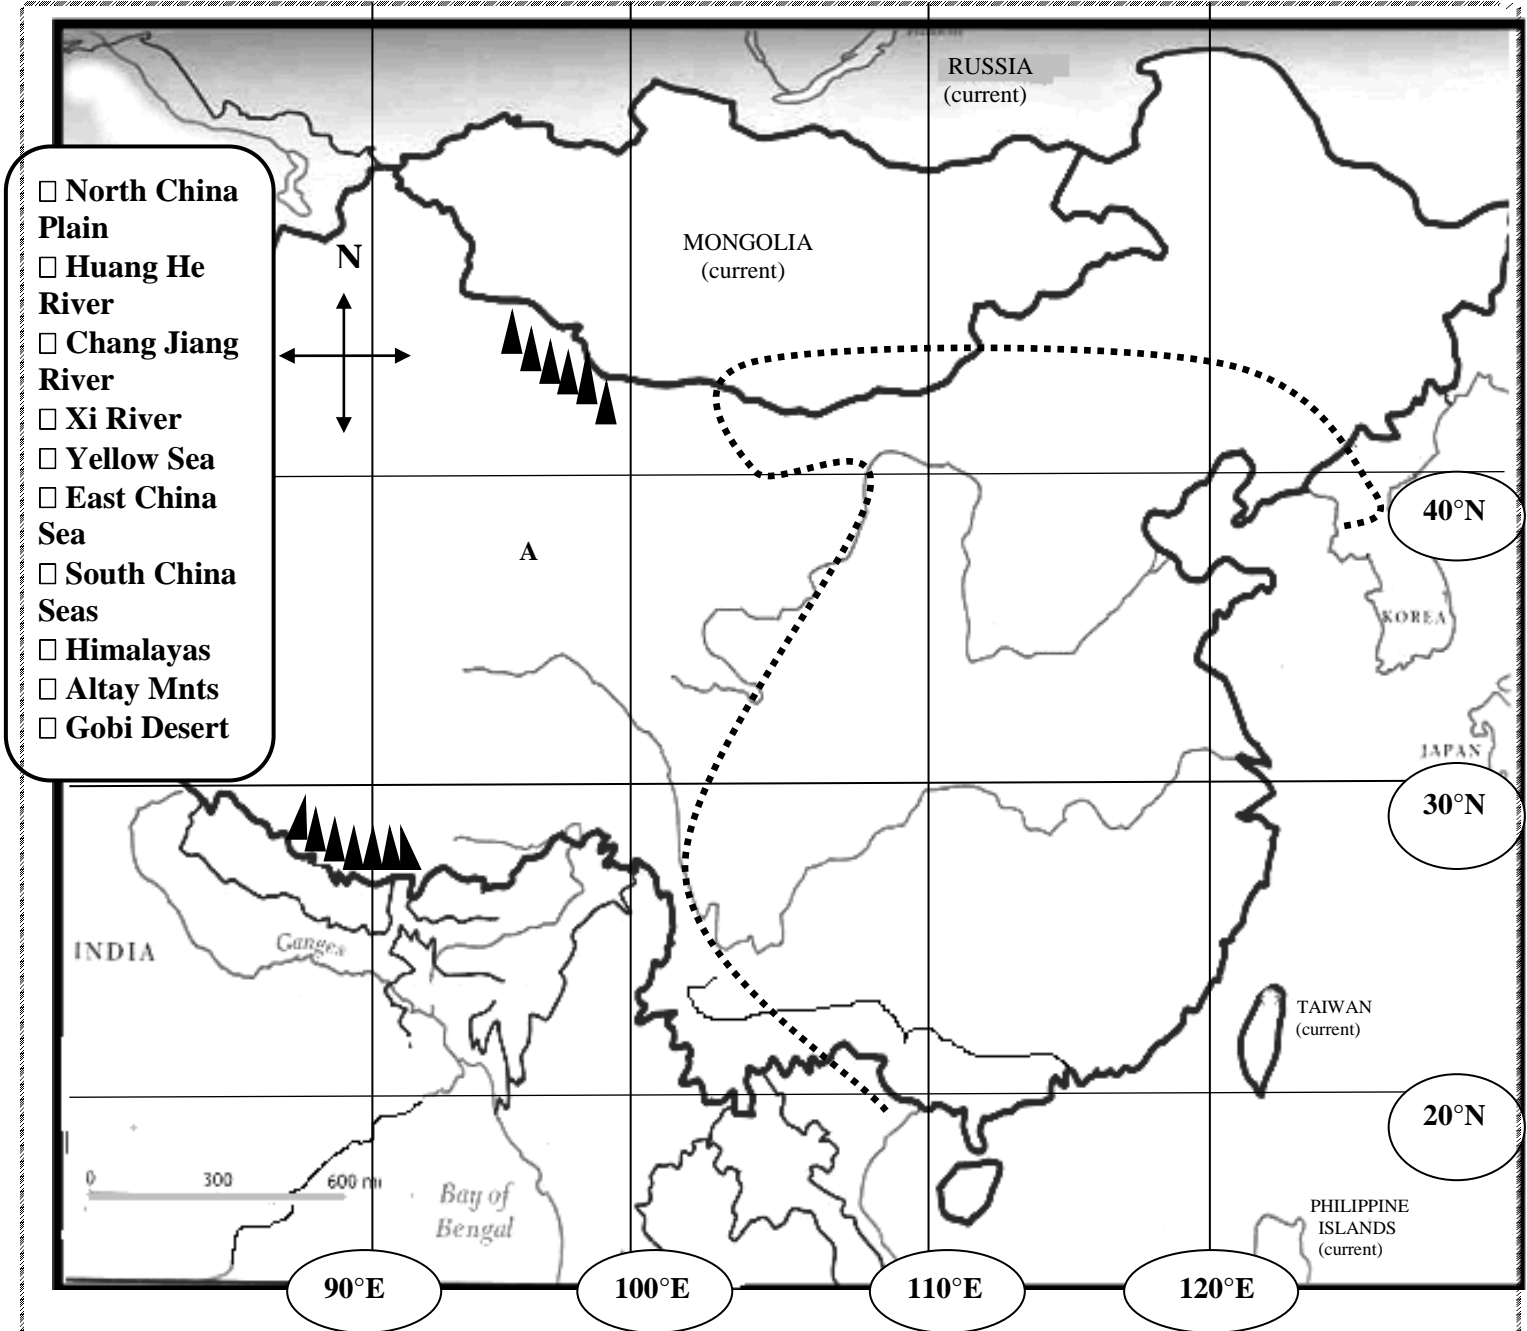 RUSSIA
(current)
☐ North China
Plain
☐ Huang He
River
☐ Chang Jiang
River
☐ Xi River
☐ Yellow Sea
☐ East China
Sea
☐ South China
Seas
☐ Himalayas
☐ Altay Mnts
☐ Gobi Desert
N
MONGOLIA
(current)
40°N
A
KOREA
JAPAN
30°N
INDIA
Ganges
TAIWAN
(current)
20°N
0 300 600 mi
Bay of
Bengal
PHILIPPINE
ISLANDS
(current)
90°E 100°E 110°E 120°E